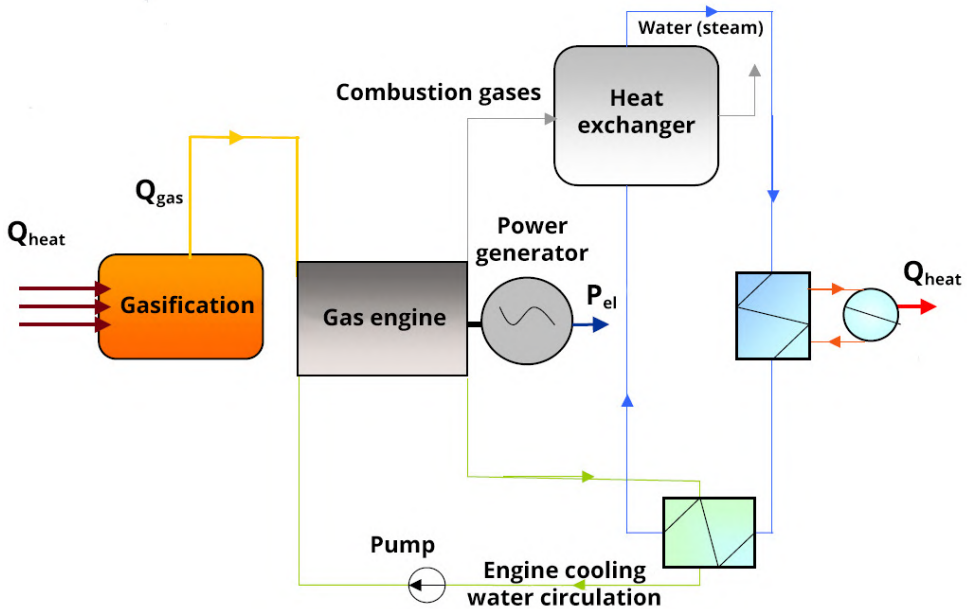 Water (steam)
Combustion gases
Heat
exchanger
Qgas
Qheat
Power
generator
Gasification
Gas engine
Pel
Qheat
Pump
Engine cooling
water circulation